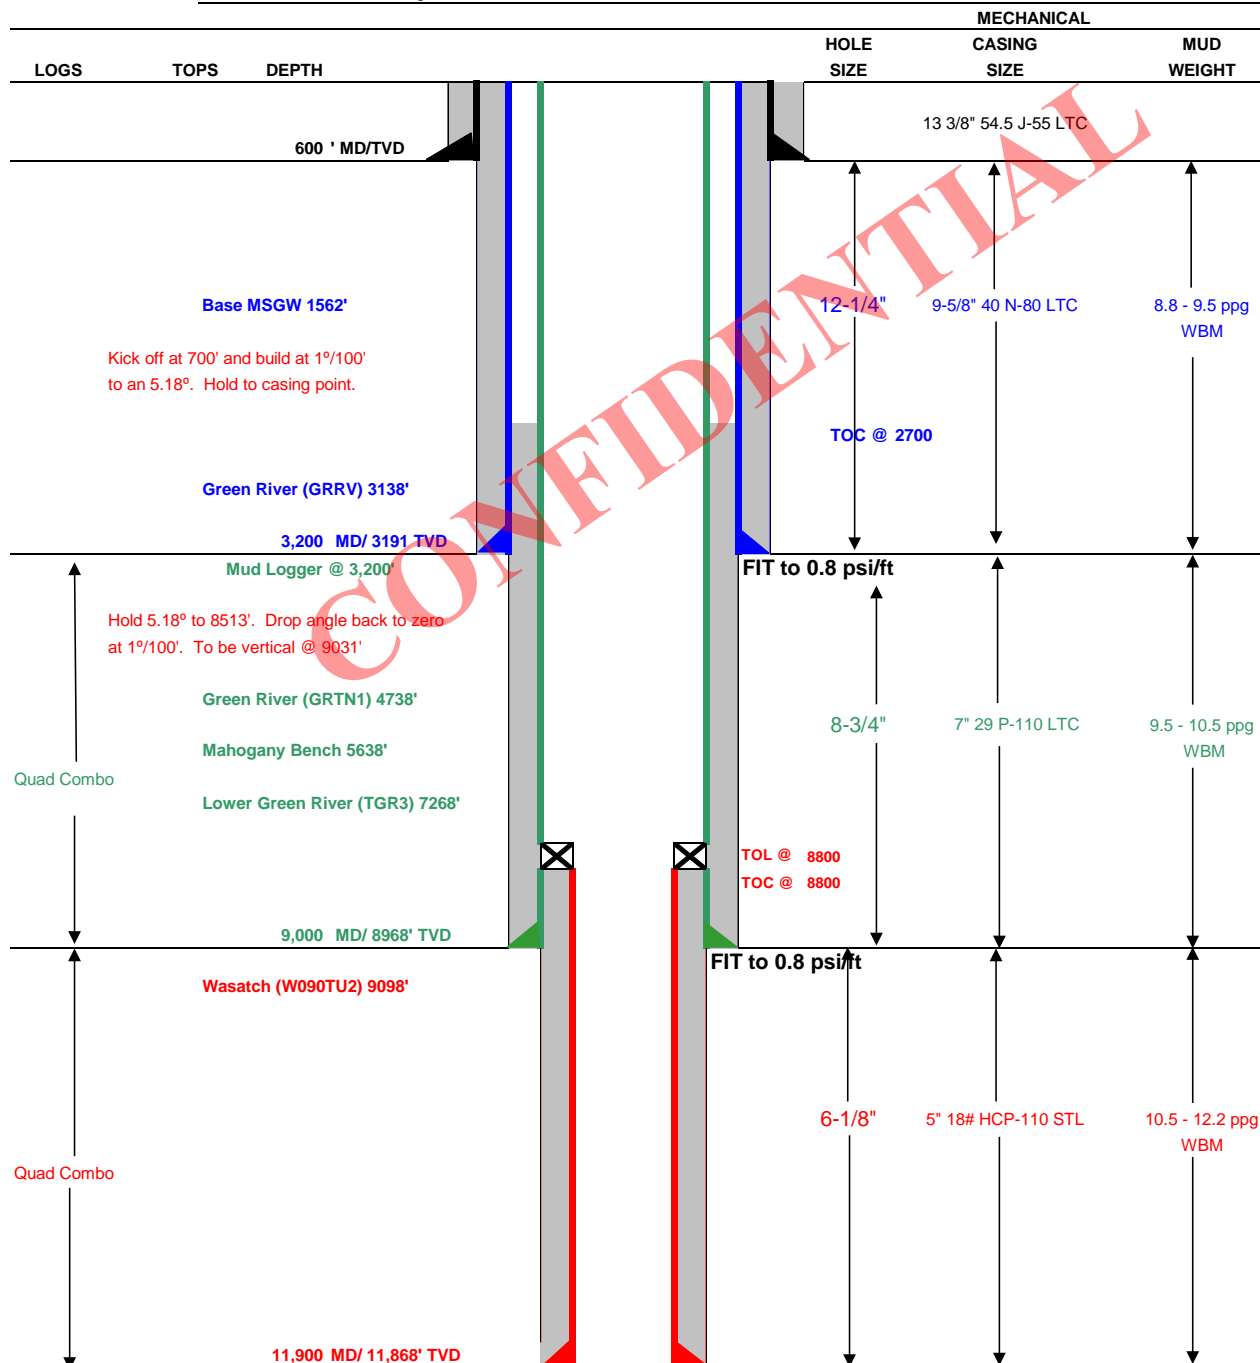 MECHANICAL
HOLE CASING MUD
LOGS TOPS DEPTH SIZE SIZE WEIGHT
13 3/8" 54.5 J-55 LTC
600 ' MD/TVD
Base MSGW 1562'
12-1/4" 9-5/8" 40 N-80 LTC 8.8 - 9.5 ppg
WBM
Kick off at 700' and build at 1º/100'
to an 5.18º. Hold to casing point.
TOC @ 2700
Green River (GRRV) 3138'
3,200 MD/ 3191 TVD
Mud Logger @ 3,200'
FIT to 0.8 psi/ft
Hold 5.18º to 8513'. Drop angle back to zero
at 1º/100'. To be vertical @ 9031'
Green River (GRTN1) 4738'
8-3/4" 7" 29 P-110 LTC 9.5 - 10.5 ppg
WBM
Mahogany Bench 5638'
Quad Combo
Lower Green River (TGR3) 7268'
TOL @ 8800
TOC @ 8800
9,000 MD/ 8968' TVD
FIT to 0.8 psi/ft
Wasatch (W090TU2) 9098'
6-1/8" 5" 18# HCP-110 STL 10.5 - 12.2 ppg
WBM
Quad Combo
11,900 MD/ 11,868' TVD
CONFIDENTIAL